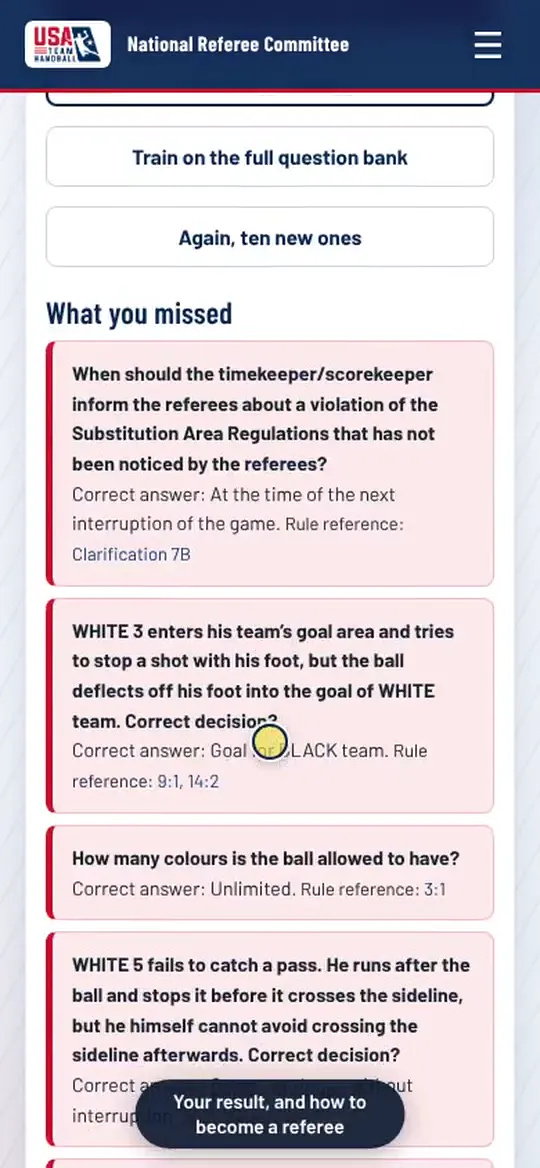 USA
TEAM
HANDBALL
National Referee Committee
Train on the full question bank
Again, ten new ones
What you missed
When should the timekeeper/scorekeeper
inform the referees about a violation of the
Substitution Area Regulations that has not
been noticed by the referees?
Correct answer: At the time of the next
interruption of the game. Rule reference:
Clarification 7B
WHITE 3 enters his team’s goal area and tries
to stop a shot with his foot, but the ball
deflects off his foot into the goal of WHITE
team. Correct decision?
Correct answer: Goal for BLACK team. Rule
reference: 9:1, 14:2
How many colours is the ball allowed to have?
Correct answer: Unlimited. Rule reference: 3:1
WHITE 5 fails to catch a pass. He runs after the
ball and stops it before it crosses the sideline,
but he himself cannot avoid crossing the
sideline afterwards. Correct decision?
Correct
Your result, and how to
become a referee